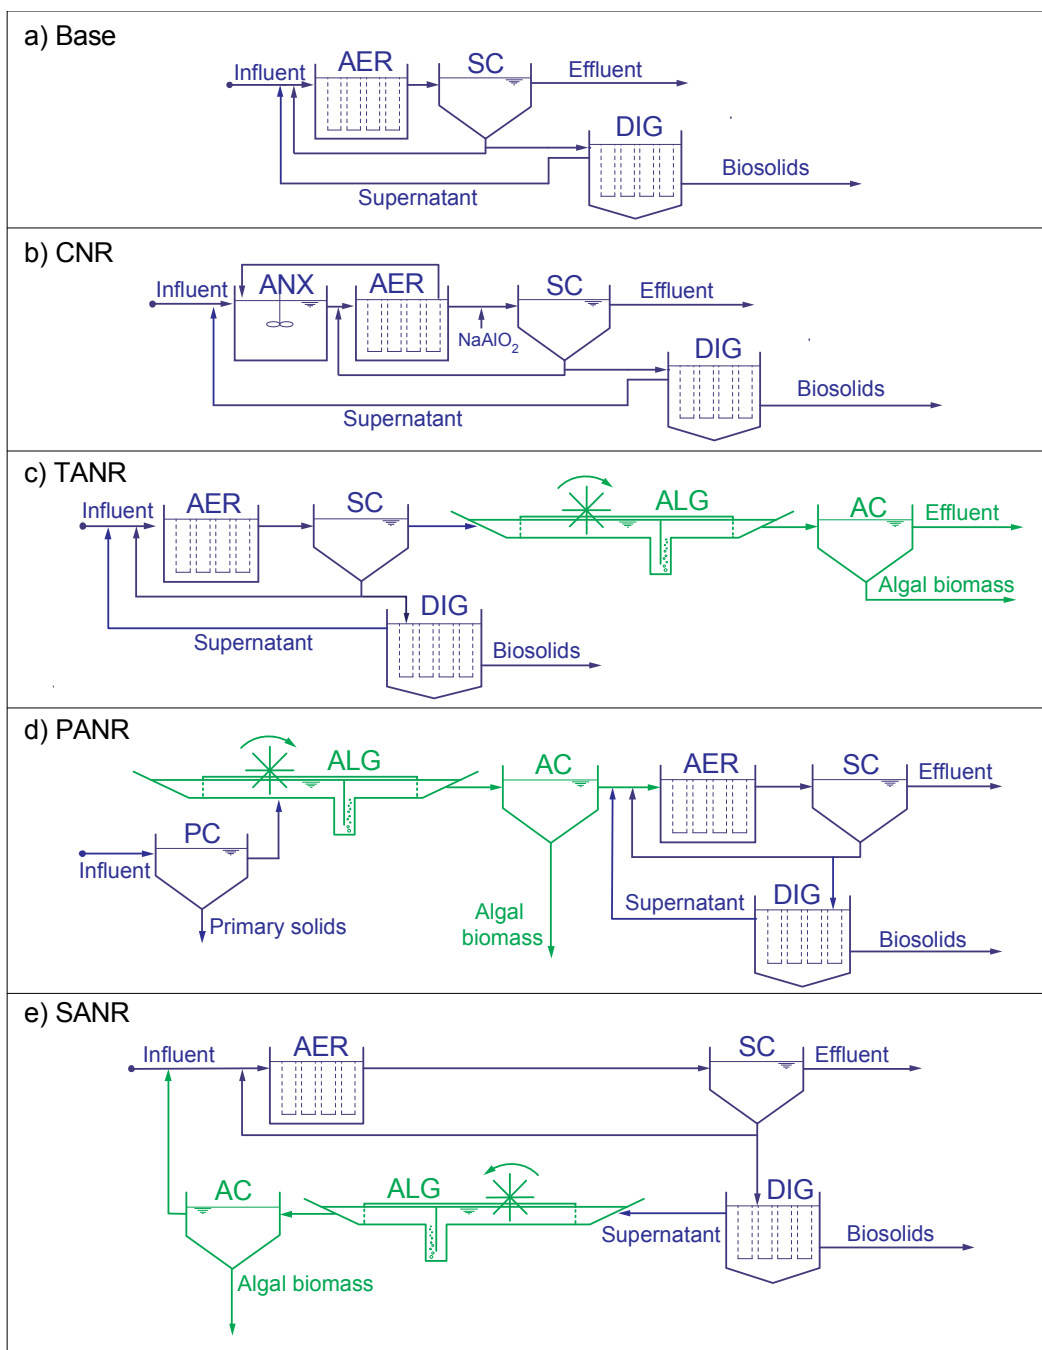 a) Base
Influent
AER
SC
Effluent
DIG
Supernatant
Biosolids
b) CNR
Influent
ANX
AER
NaAlO₂
SC
Effluent
DIG
Supernatant
Biosolids
c) TANR
Influent
AER
SC
ALG
AC
Effluent
Algal biomass
DIG
Supernatant
Biosolids
d) PANR
ALG
AC
AER
SC
Effluent
PC
Influent
Primary solids
Algal
biomass
Supernatant
DIG
Biosolids
e) SANR
Influent
AER
SC
Effluent
AC
ALG
DIG
Supernatant
Biosolids
Algal biomass